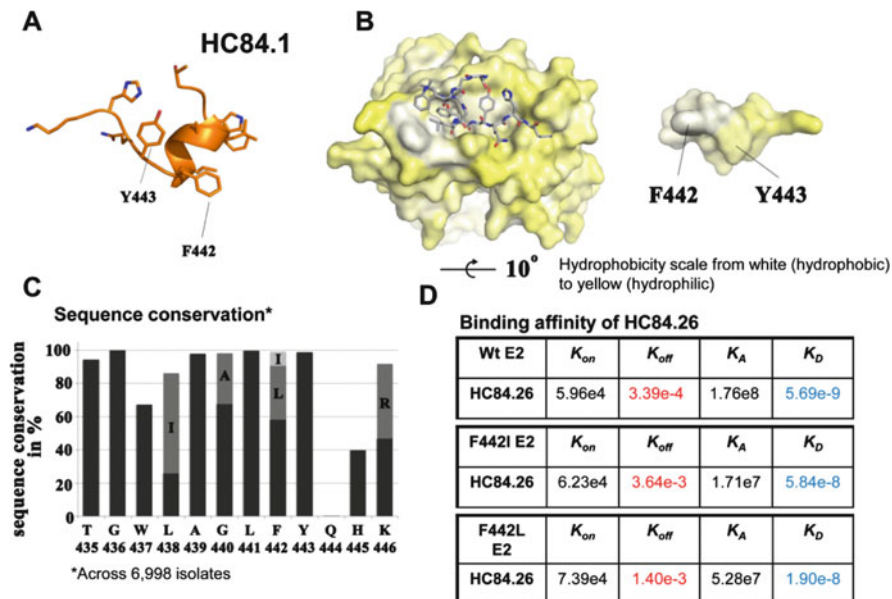 A
HC84.1
Y443
F442
B
F442
Y443
10°
Hydrophobicity scale from white (hydrophobic)
to yellow (hydrophilic)
C
Sequence conservation*
sequence conservation
in %
100
80
60
40
20
0
I
A
I
L
R
T G W L A G L F Y Q H K
435 436 437 438 439 440 441 442 443 444 445 446
*Across 6,998 isolates
D
Binding affinity of HC84.26
Wt E2 Kon Koff KA KD
HC84.26 5.96e4 3.39e-4 1.76e8 5.69e-9
F442I E2 Kon Koff KA KD
HC84.26 6.23e4 3.64e-3 1.71e7 5.84e-8
F442L
E2 Kon Koff KA KD
HC84.26 7.39e4 1.40e-3 5.28e7 1.90e-8